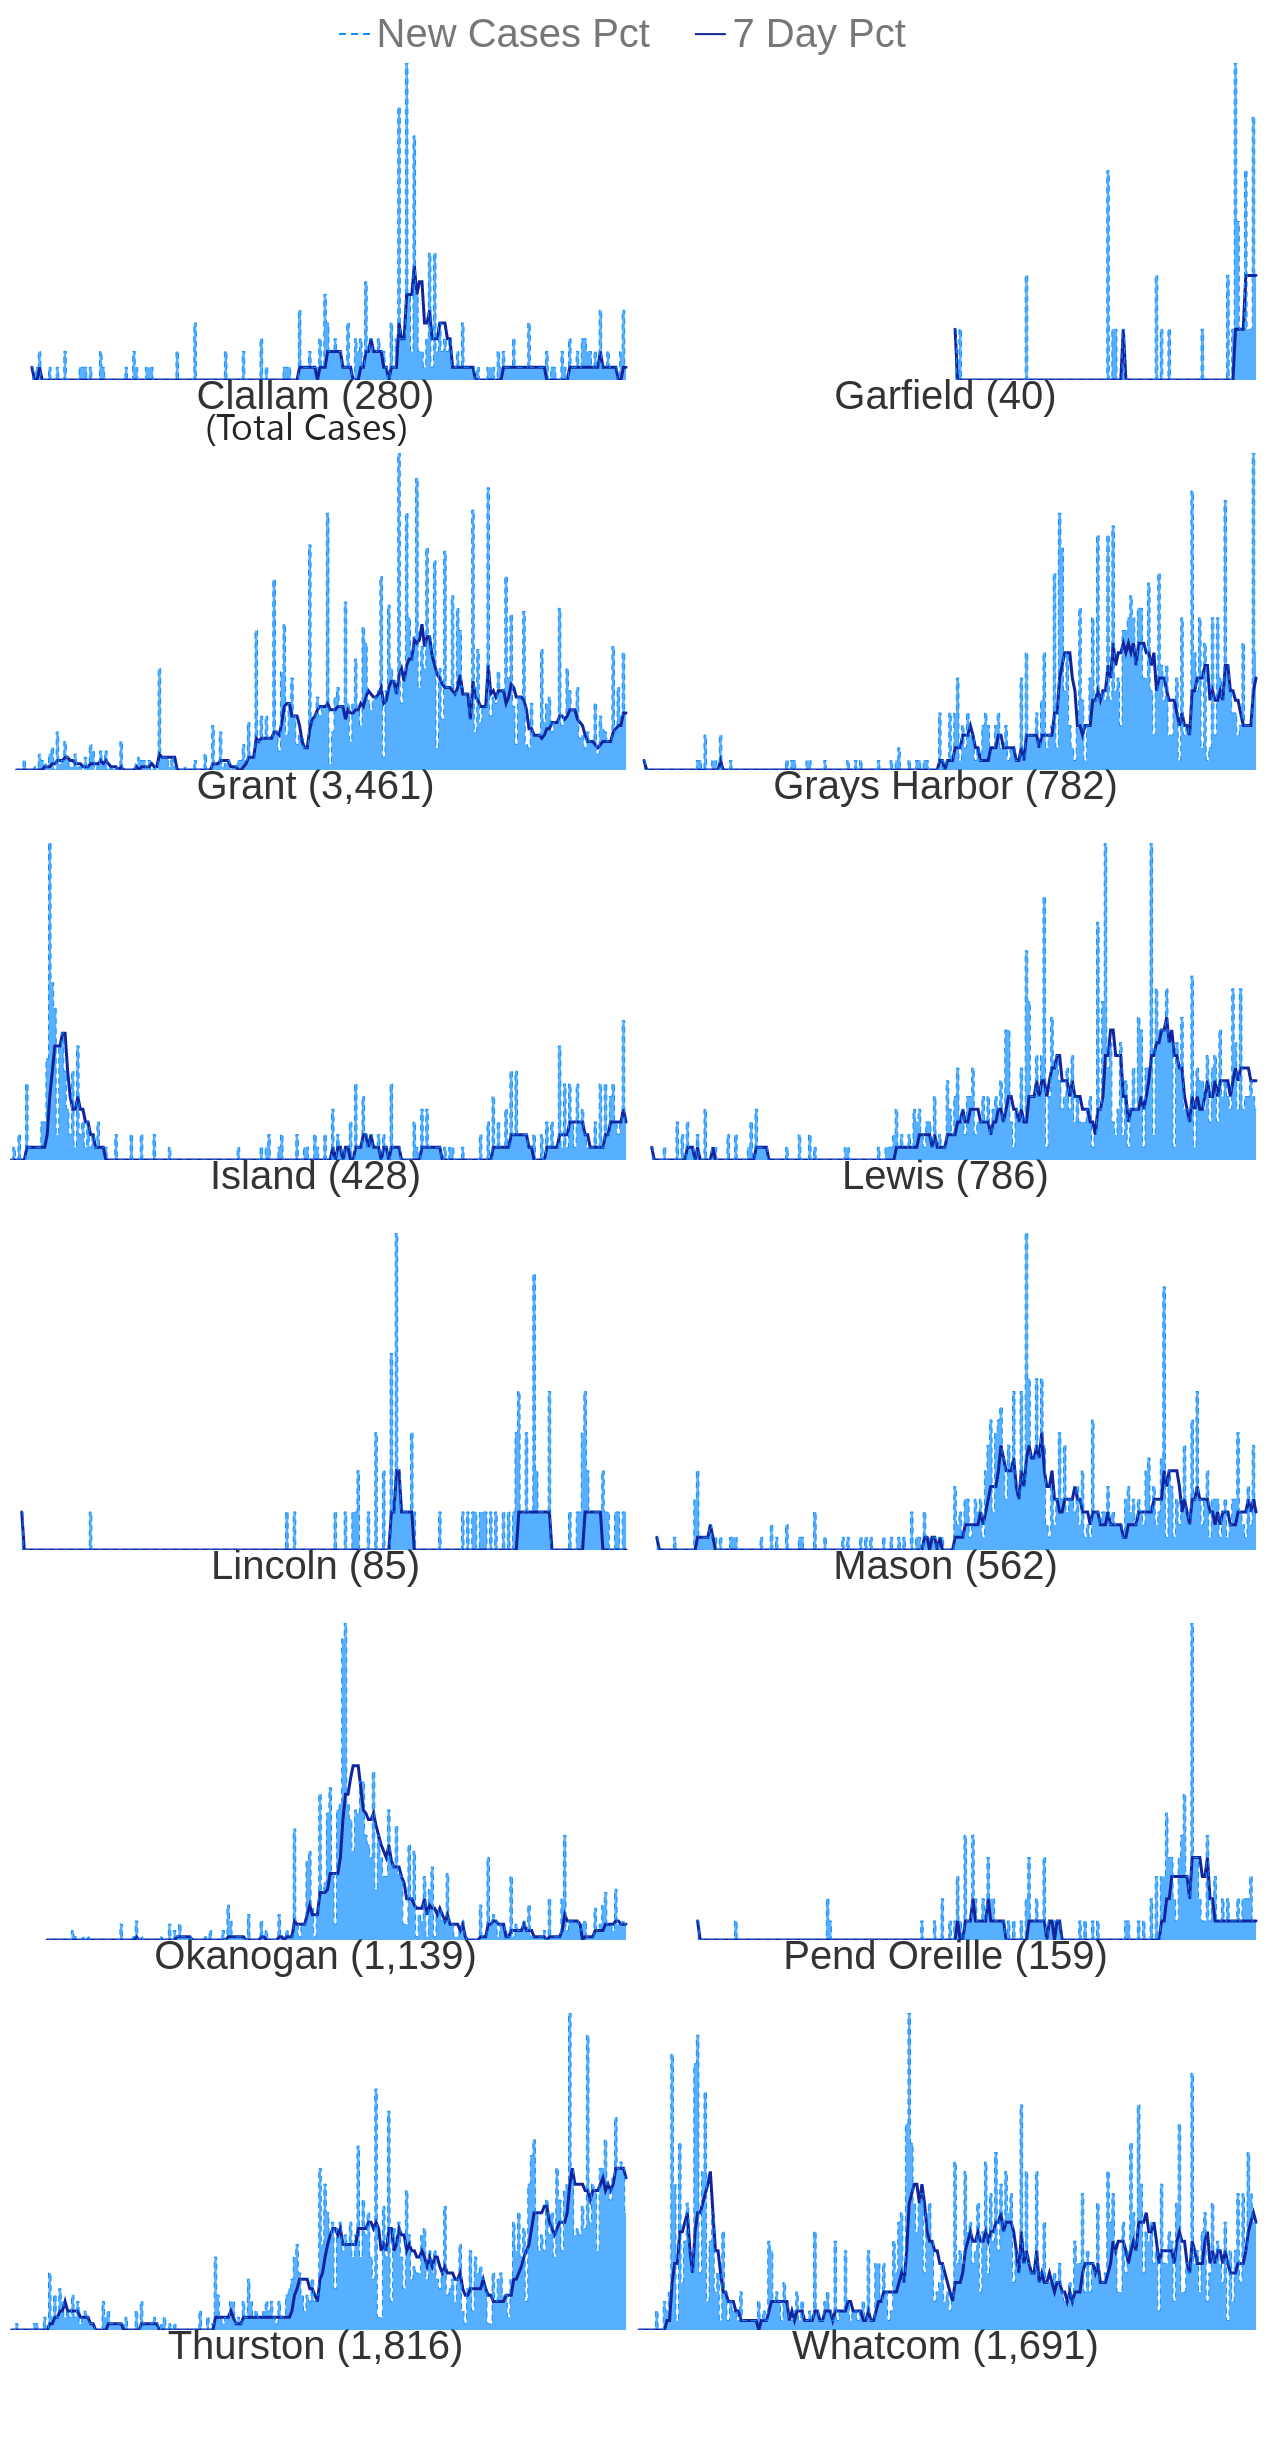 New Cases Pct 7 Day Pct
Clallam (280) Garfield (40)
(Total Cases)
Grant (3,461) Grays Harbor (782)
Island (428) Lewis (786)
Lincoln (85) Mason (562)
Okanogan (1,139) Pend Oreille (159)
Thurston (1,816) Whatcom (1,691)